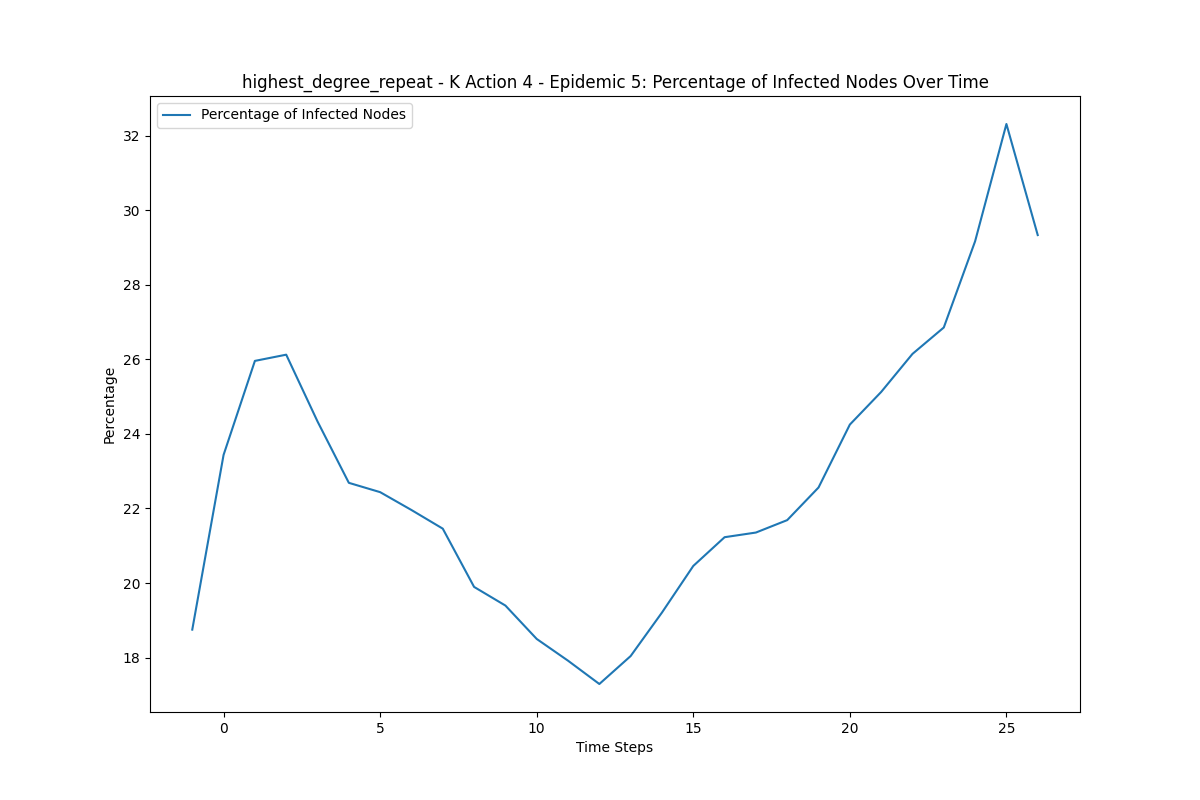 highest_degree_repeat - K Action 4 - Epidemic 5: Percentage of Infected Nodes Over Time
Percentage of Infected Nodes
32
30
28
26
24
22
20
18
Percentage
0 5 10 15 20 25
Time Steps